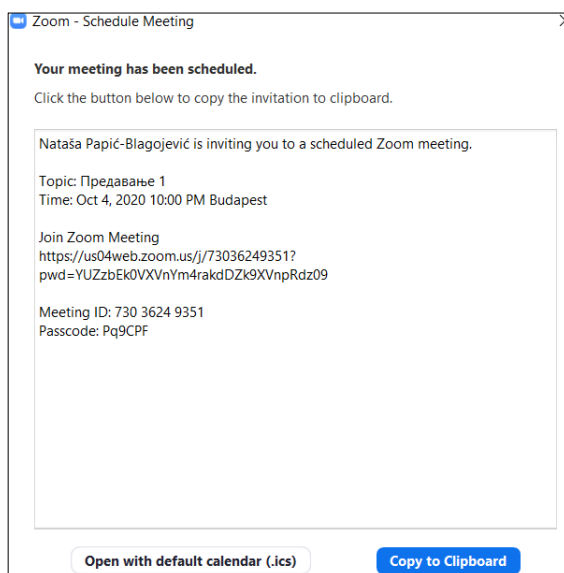 Zoom - Schedule Meeting
Your meeting has been scheduled.
Click the button below to copy the invitation to clipboard.
Nataša Papić-Blagojević is inviting you to a scheduled Zoom meeting.
Topic: Предавање 1
Time: Oct 4, 2020 10:00 PM Budapest
Join Zoom Meeting
https://us04web.zoom.us/j/73036249351?
pwd=YUZzbEk0VXVnYm4rakdDZk9XVnpRdz09
Meeting ID: 730 3624 9351
Passcode: Pq9CPF
Open with default calendar (.ics)
Copy to Clipboard